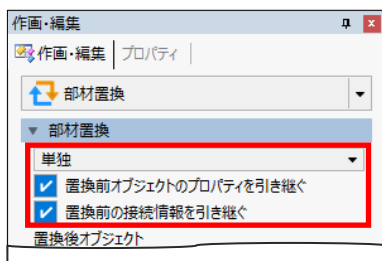 作画・編集
作画・編集 プロパティ
部材置換
部材置換
単独
置換前オブジェクトのプロパティを引き継ぐ
置換前の接続情報を引き継ぐ
置換後オブジェクト